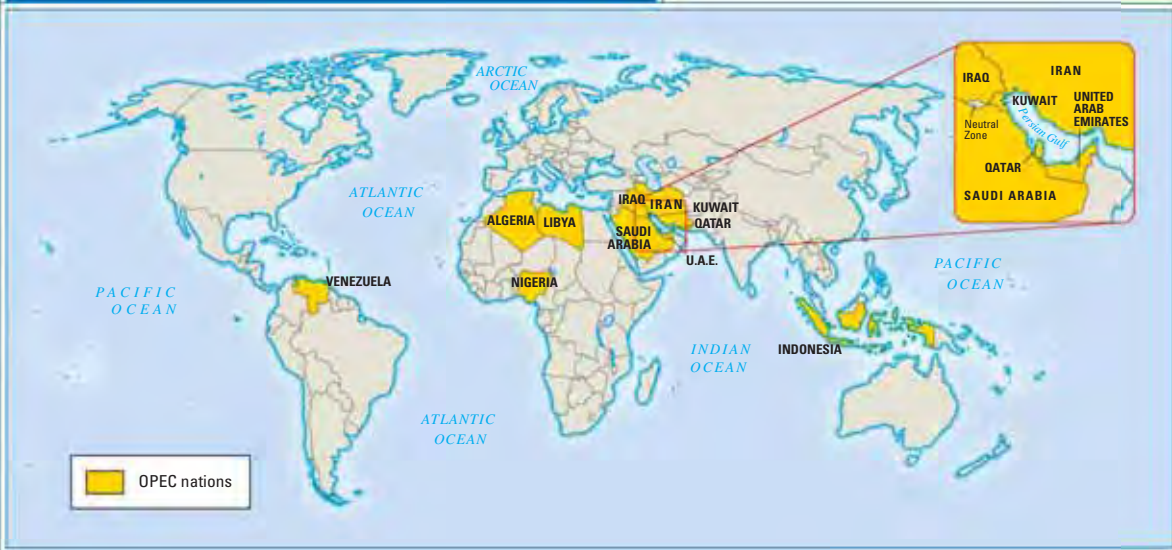 ARCTIC
OCEAN
ATLANTIC
OCEAN
PACIFIC
OCEAN
VENEZUELA
ALGERIA
LIBYA
NIGERIA
IRAQ
IRAN
SAUDI
ARABIA
KUWAIT
QATAR
U.A.E.
INDIAN
OCEAN
INDONESIA
PACIFIC
OCEAN
ATLANTIC
OCEAN
IRAQ
IRAN
KUWAIT
UNITED
ARAB
EMIRATES
Neutral
Zone
Persian Gulf
QATAR
SAUDI ARABIA
OPEC nations